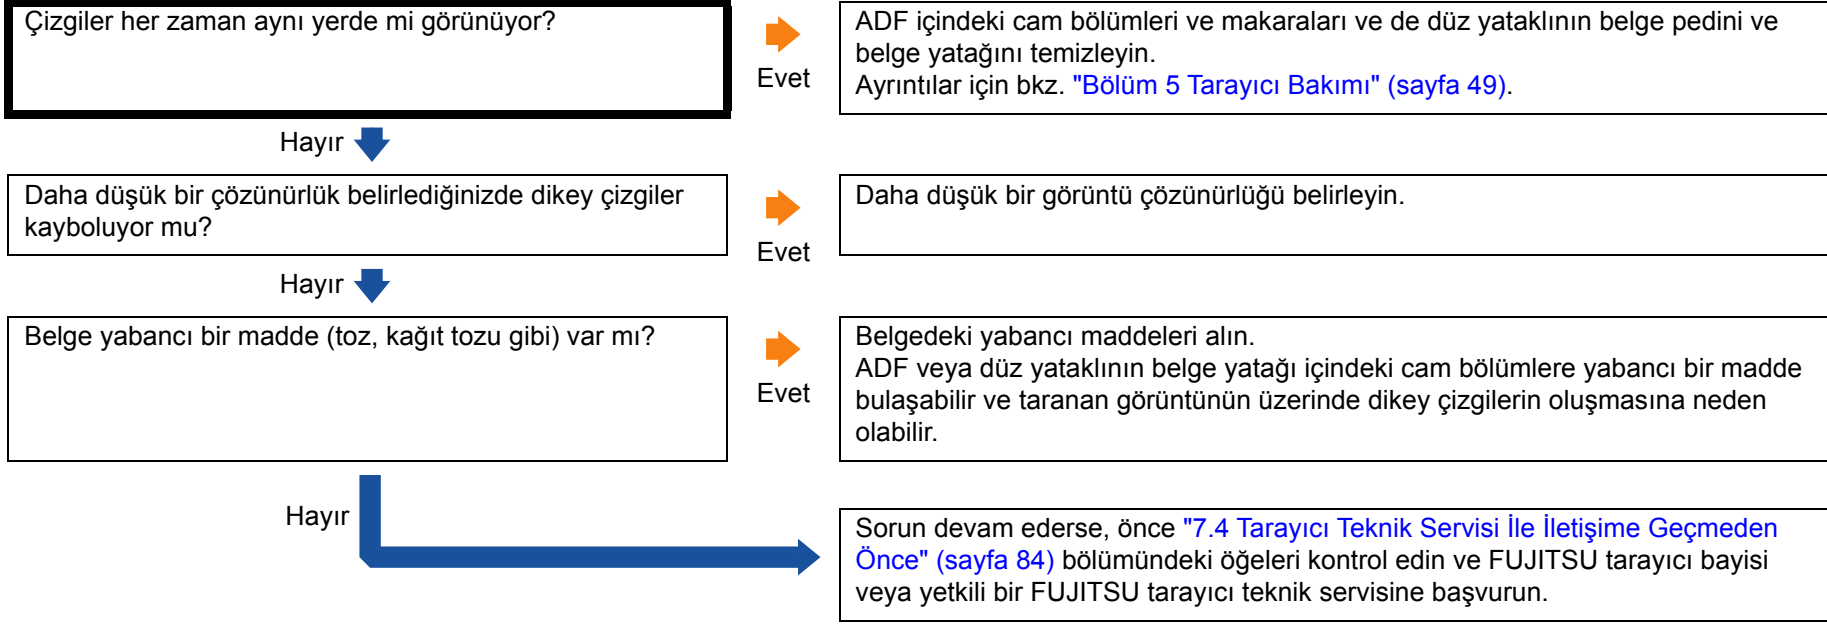 Çizgiler her zaman aynı yerde mi görünüyor?
Evet
ADF içindeki cam bölümleri ve makaraları ve de düz yataklının belge pedini ve
belge yatağını temizleyin.
Ayrıntılar için bkz. "Bölüm 5 Tarayıcı Bakımı" (sayfa 49).
Hayır
Daha düşük bir çözünürlük belirlediğinizde dikey çizgiler
kayboluyor mu?
Evet
Daha düşük bir görüntü çözünürlüğü belirleyin.
Hayır
Belge yabancı bir madde (toz, kağıt tozu gibi) var mı?
Evet
Belgedeki yabancı maddeleri alın.
ADF veya düz yataklının belge yatağı içindeki cam bölümlere yabancı bir madde
bulaşabilir ve taranan görüntünün üzerinde dikey çizgilerin oluşmasına neden
olabilir.
Hayır
Sorun devam ederse, önce "7.4 Tarayıcı Teknik Servisi İle İletişime Geçmeden
Önce" (sayfa 84) bölümündeki öğeleri kontrol edin ve FUJITSU tarayıcı bayisi
veya yetkili bir FUJITSU tarayıcı teknik servisine başvurun.